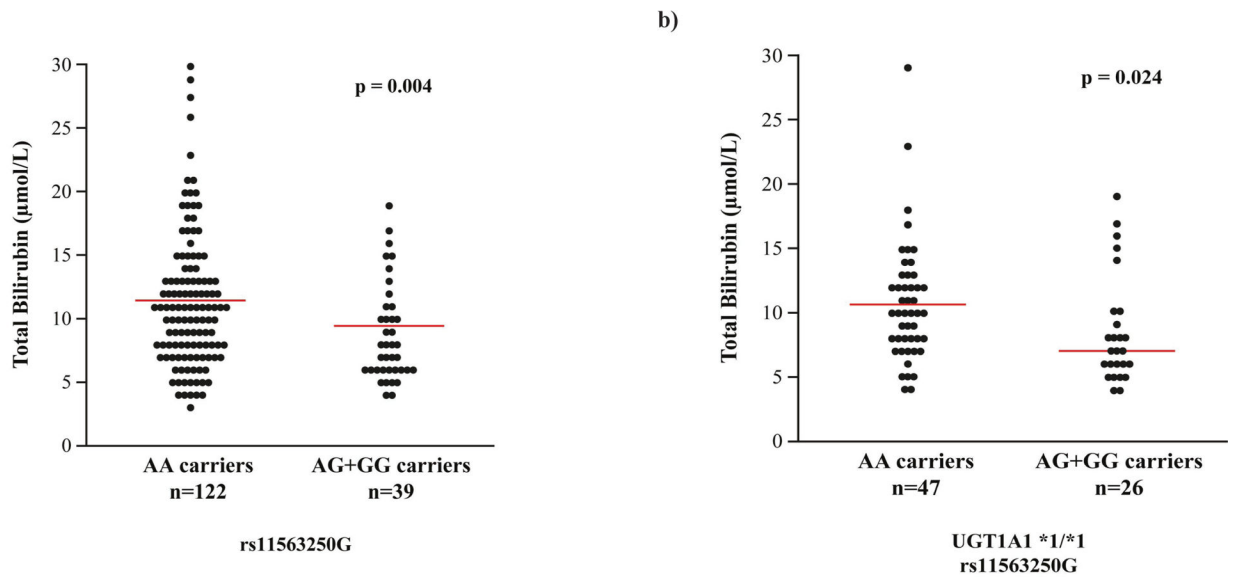 30
25
20
15
10
5
0
Total Bilirubin (µmol/L)
p = 0.004
AA carriers
n=122
AG+GG carriers
n=39
rs11563250G
b)
30
25
20
15
10
5
0
Total Bilirubin (µmol/L)
p = 0.024
AA carriers
n=47
AG+GG carriers
n=26
UGT1A1 *1/*1
rs11563250G